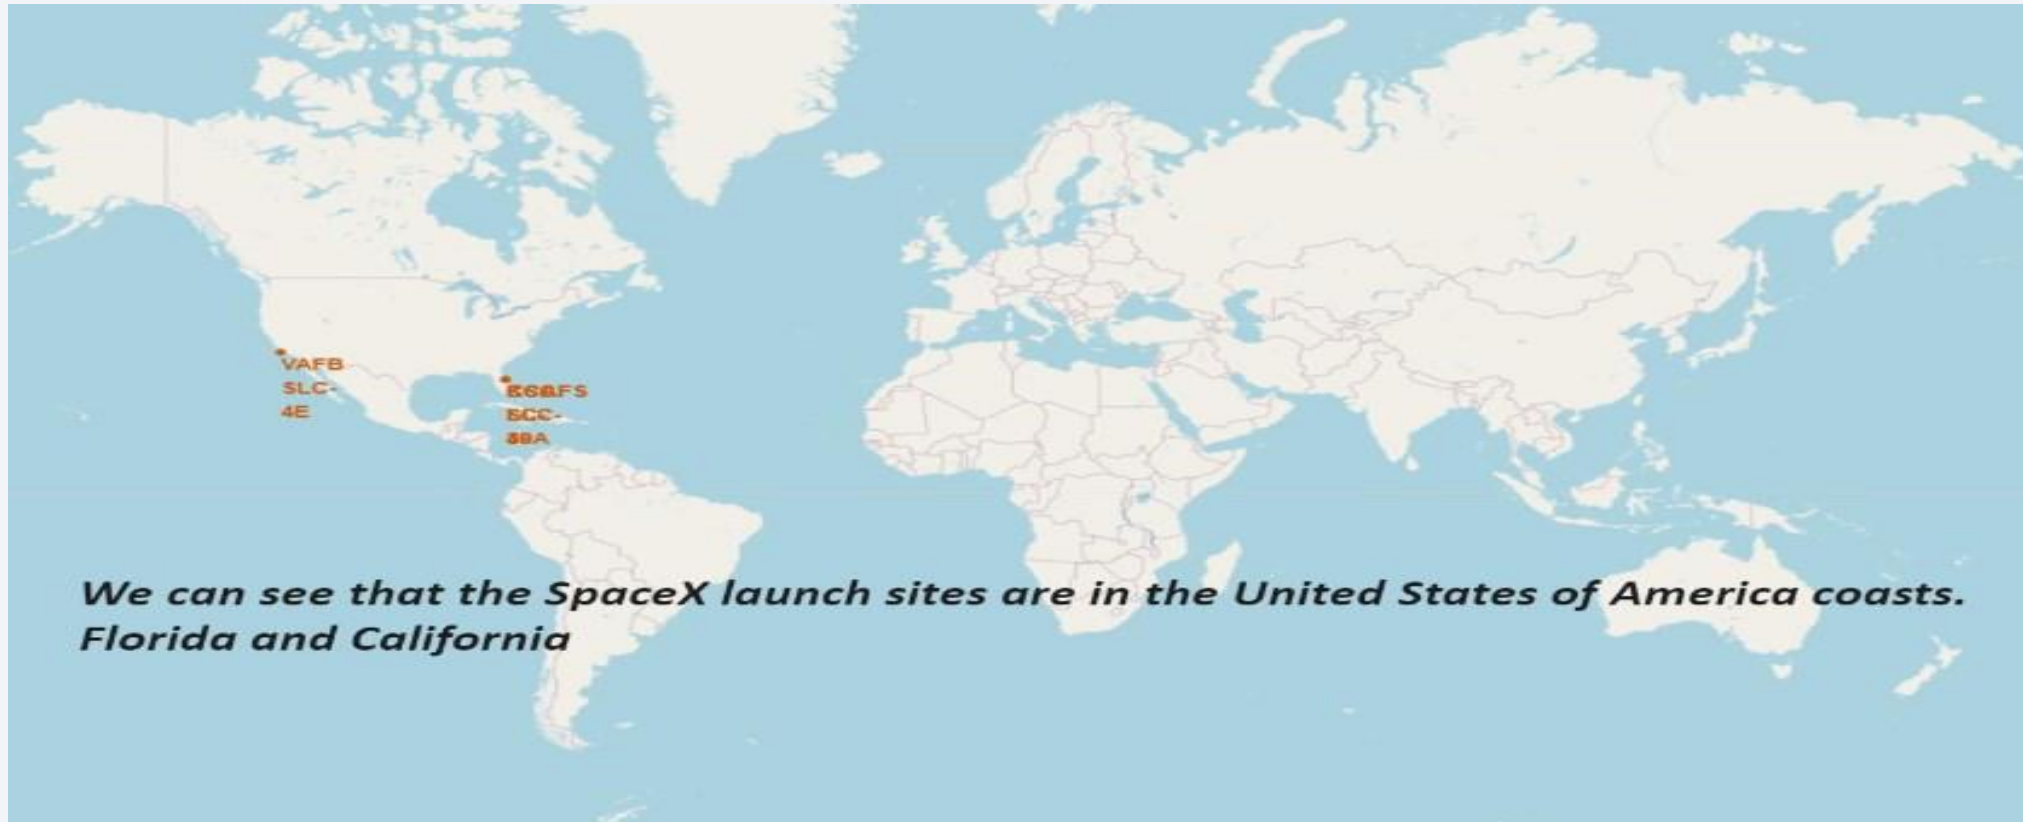 VAFB
SLC-
4E
We can see that the SpaceX launch sites are in the United States of America coasts.
Florida and California